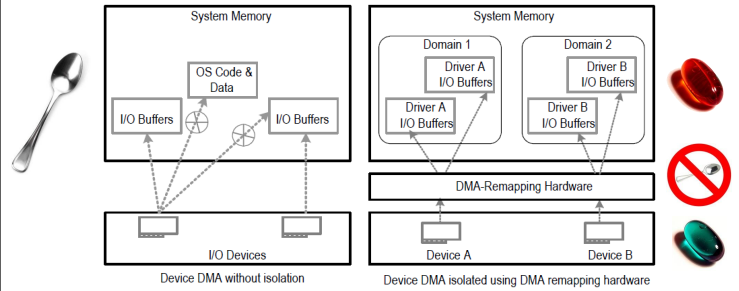 System Memory
OS Code &
Data
I/O Buffers
I/O Buffers
I/O Devices
Device DMA without isolation
System Memory
Domain 1
Driver A
I/O Buffers
Driver A
I/O Buffers
Domain 2
Driver B
I/O Buffers
Driver B
I/O Buffers
DMA-Remapping Hardware
Device A
Device B
Device DMA isolated using DMA remapping hardware